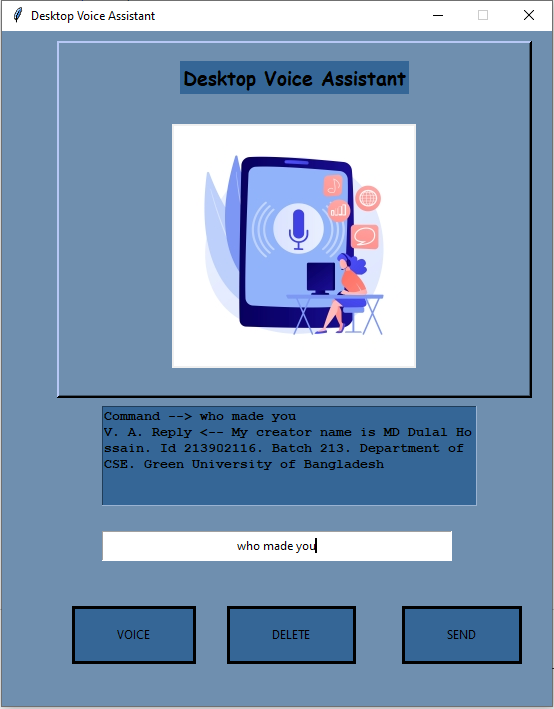 Desktop Voice Assistant
Desktop Voice Assistant
Command --> who made you
V. A. Reply <-- My creator name is MD Dulal Ho
ssain. Id 213902116. Batch 213. Department of
CSE. Green University of Bangladesh
who made you
VOICE
DELETE
SEND